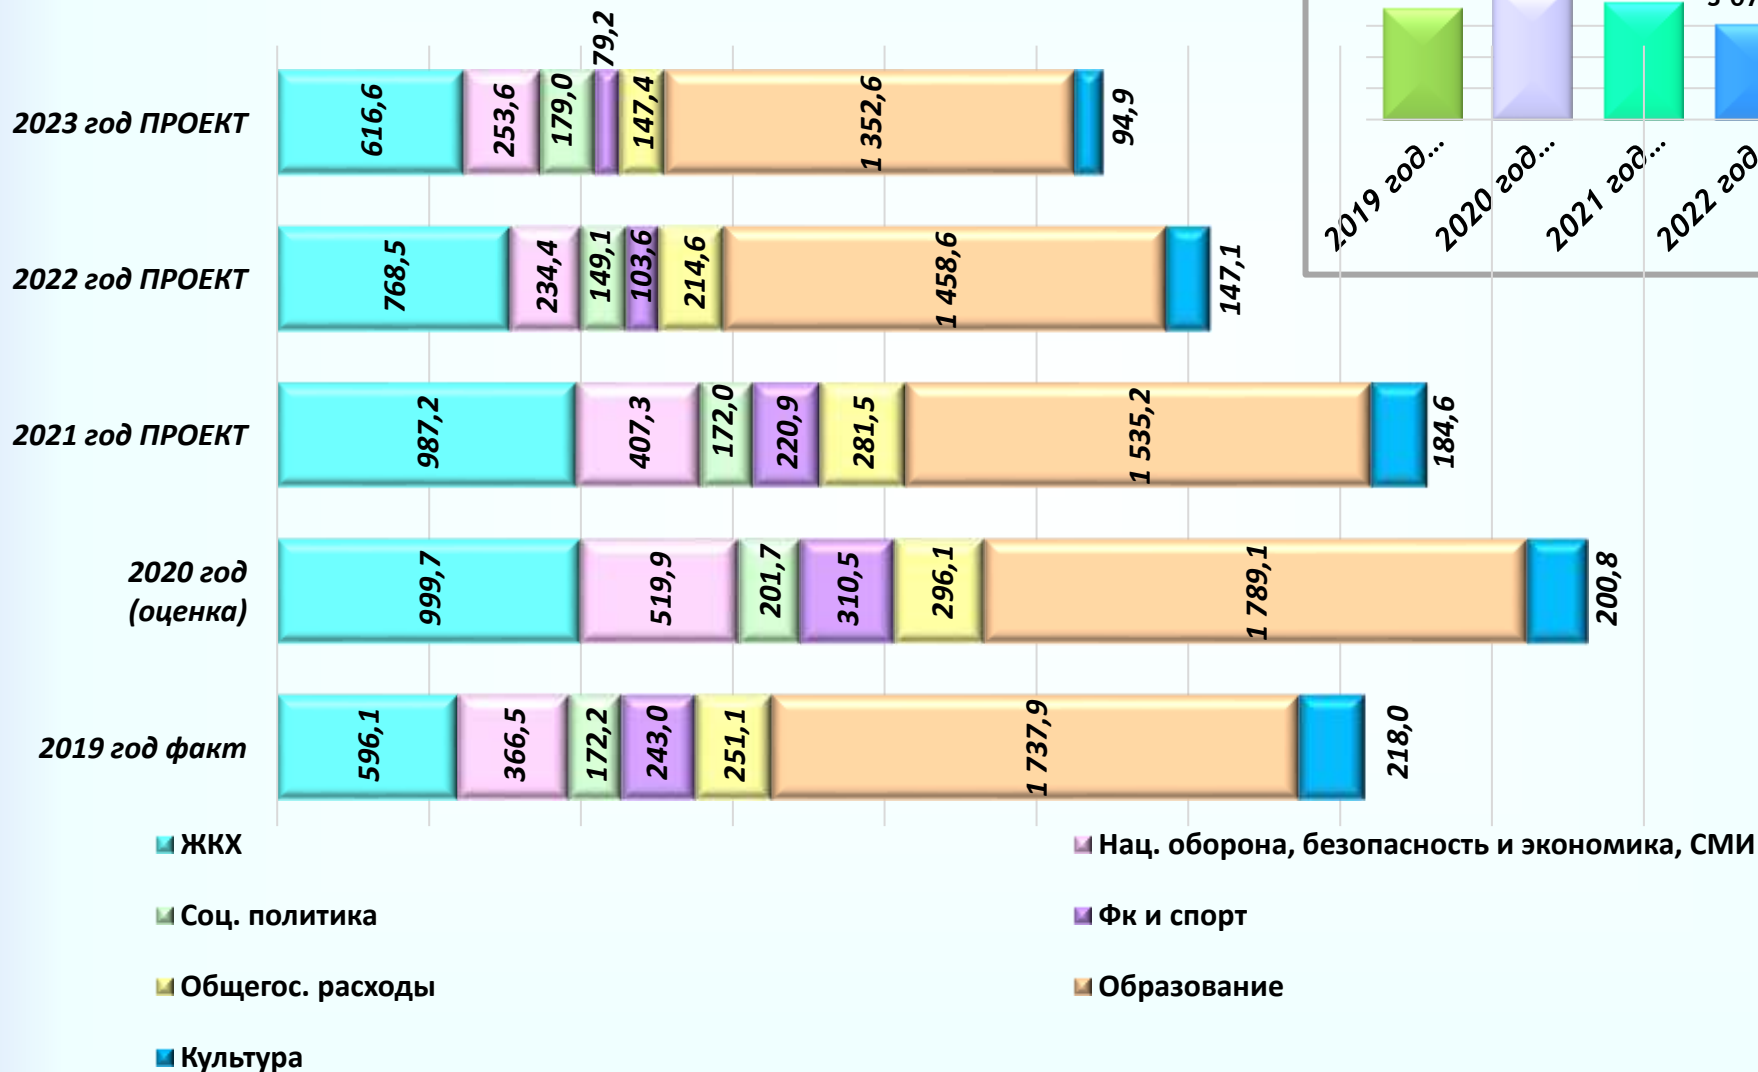 79,2
2023 год ПРОЕКТ
616,6
253,6
179,0
147,4
1 352,6
94,9
2019 год...
2020 год...
2021 год...
2022 год
2022 год ПРОЕКТ
768,5
234,4
149,1
103,6
214,6
1 458,6
147,1
2021 год ПРОЕКТ
987,2
407,3
172,0
220,9
281,5
1 535,2
184,6
2020 год
(оценка)
999,7
519,9
201,7
310,5
296,1
1 789,1
200,8
2019 год факт
596,1
366,5
172,2
243,0
251,1
1 737,9
218,0
ЖКХ
Нац. оборона, безопасность и экономика, СМИ
Соц. политика
Фк и спорт
Общегос. расходы
Образование
Культура